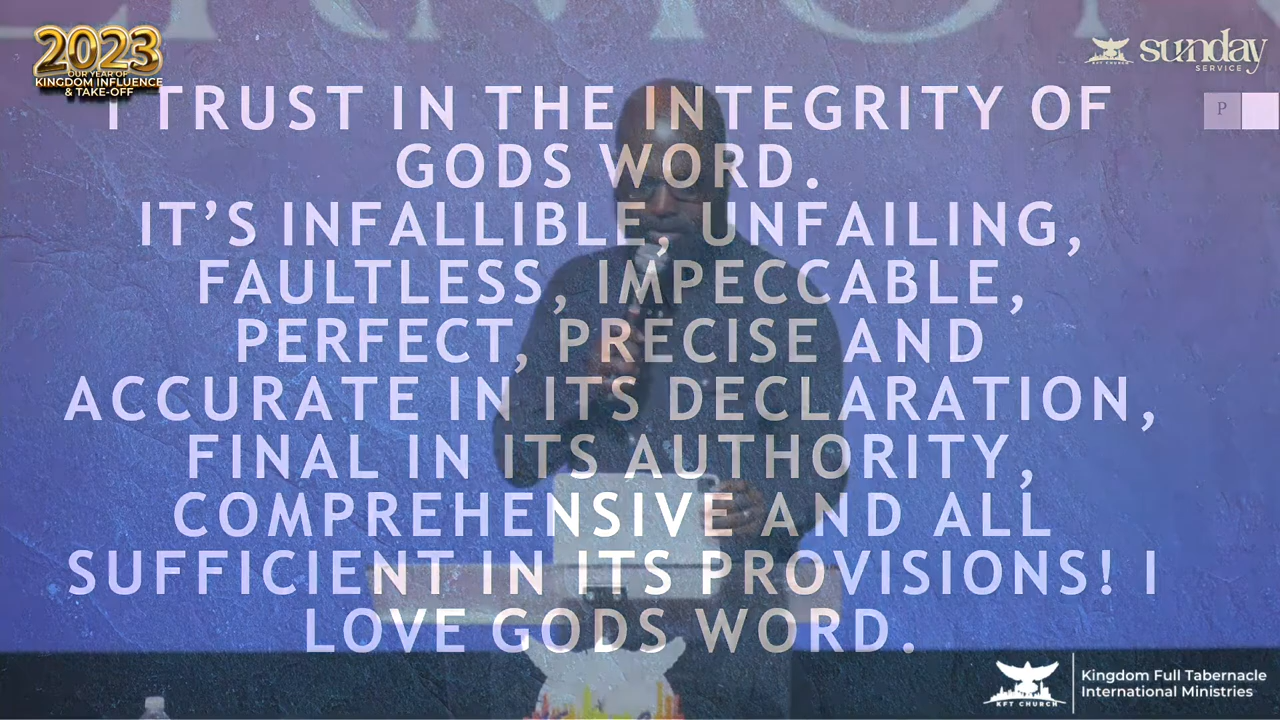 2023
OUR YEAR OF
KINGDOM INFLUENCE
& TAKE-OFF
KFT CHURCH
sunday
SERVICE
P
I TRUST IN THE INTEGRITY OF
GODS WORD.
IT’S INFALLIBLE, UNFAILING,
FAULTLESS, IMPECCABLE,
PERFECT, PRECISE AND
ACCURATE IN ITS DECLARATION,
FINAL IN ITS AUTHORITY,
COMPREHENSIVE AND ALL
SUFFICIENT IN ITS PROVISIONS! I
LOVE GODS WORD.
KFT CHURCH
Kingdom Full Tabernacle
International Ministries